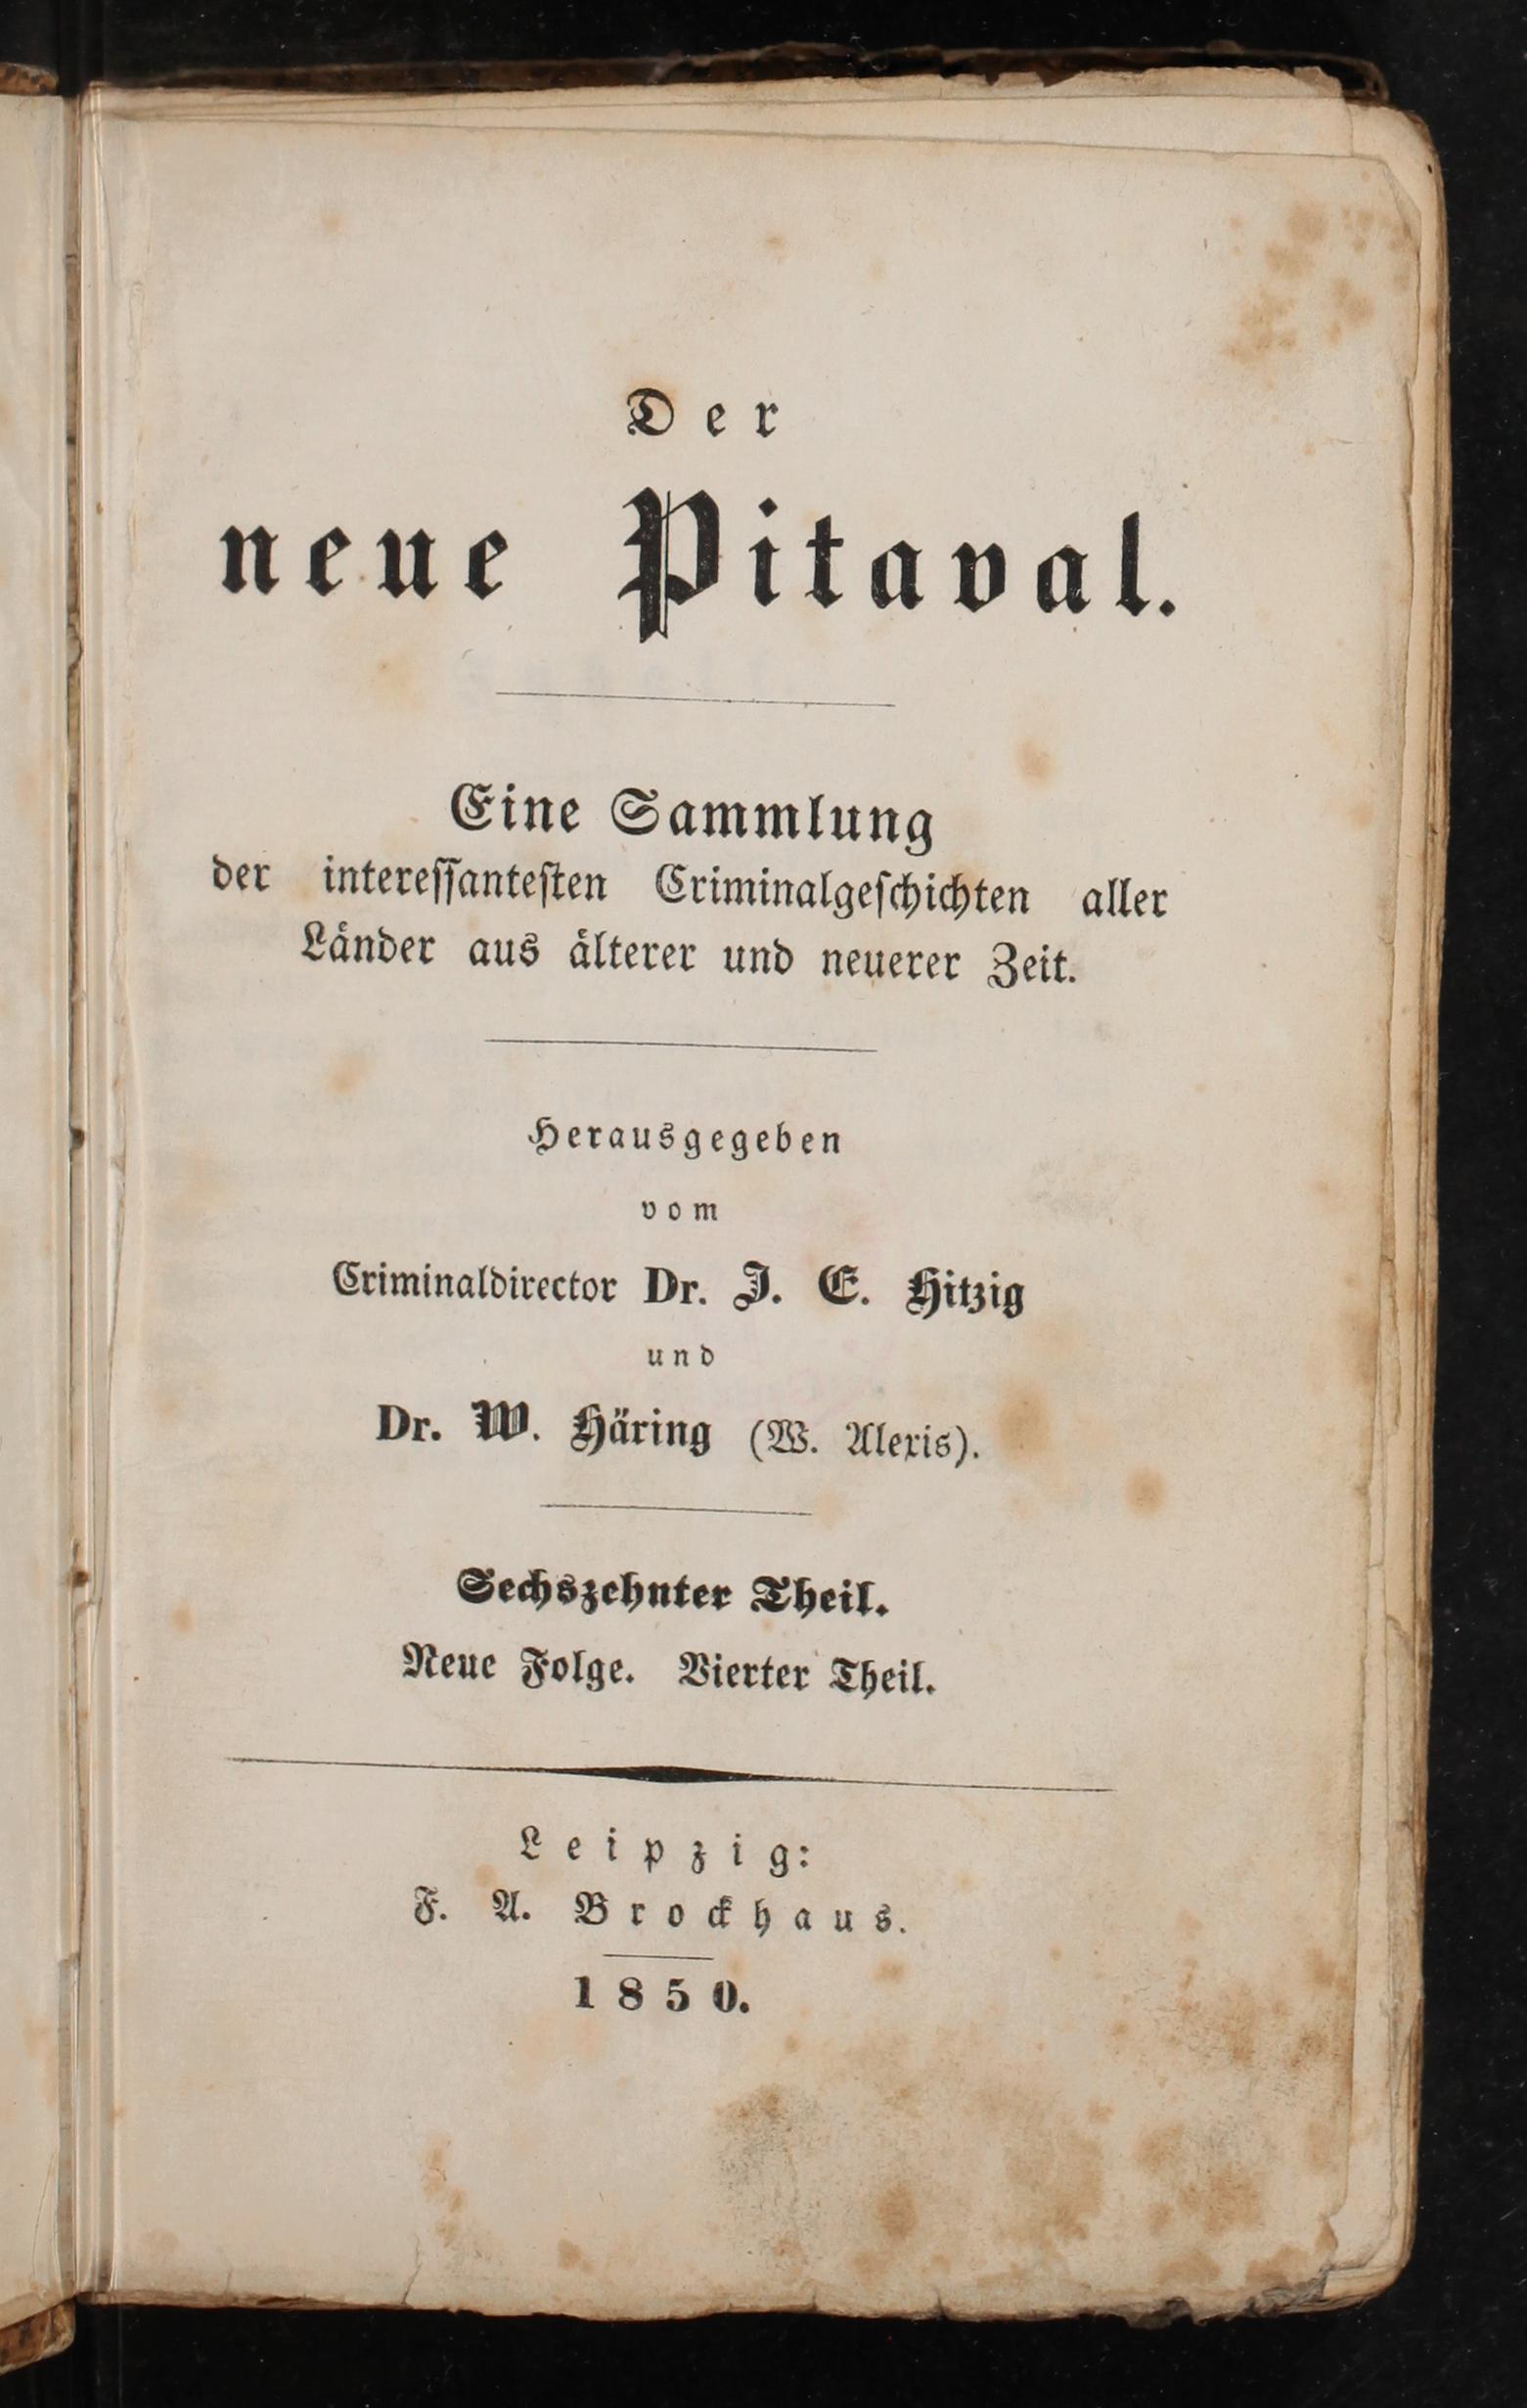 Der
neue Pitaval.
Eine Sammlung
der intereſſanteſten Criminalgeſchichten aller
Länder aus älterer und neuerer Zeit.
Herausgegeben
vom
Criminaldirector Dr. J. E. Hitzig
und
Dr. W. Häring (W. Alexis).
Sechszehnter Theil.
Neue Folge. Vierter Theil.
Leipzig:
F. A. Brockhaus.
1850.